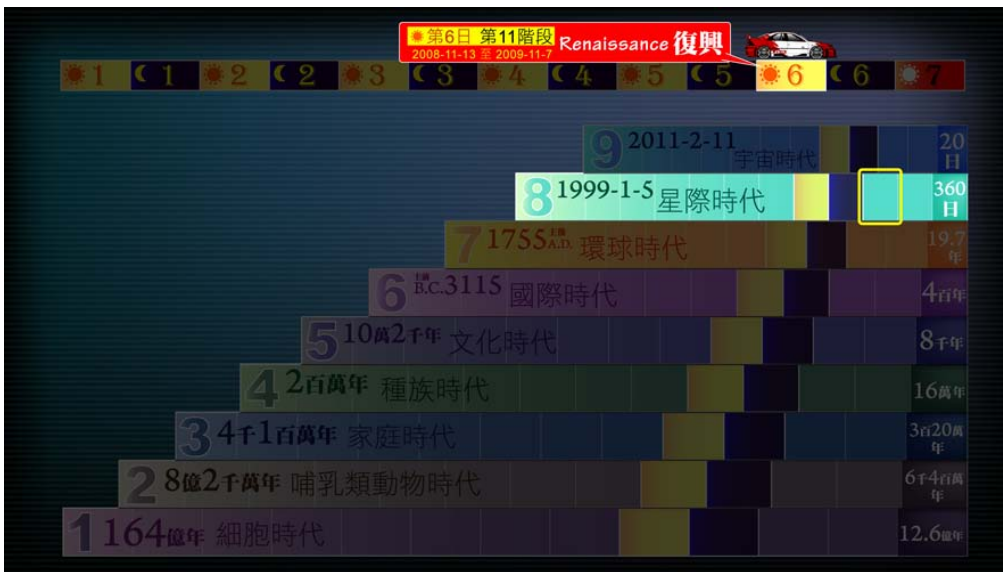 第6日 第11階段
2008-11-13 至 2009-11-7
Renaissance 復興
1 1 2 2 3 3 4 4 5 5 6 6 7
9 2011-2-11 宇宙時代 20日
8 1999-1-5 星際時代 360日
7 1755 主後 A.D. 環球時代 19.7年
6 主前 B.C.3115 國際時代 4百年
5 10萬2千年 文化時代 8千年
4 2百萬年 種族時代 16萬年
3 4千1百萬年 家庭時代 3百20萬年
2 8億2千萬年 哺乳類動物時代 6千4百萬年
1 164億年 細胞時代 12.6億年